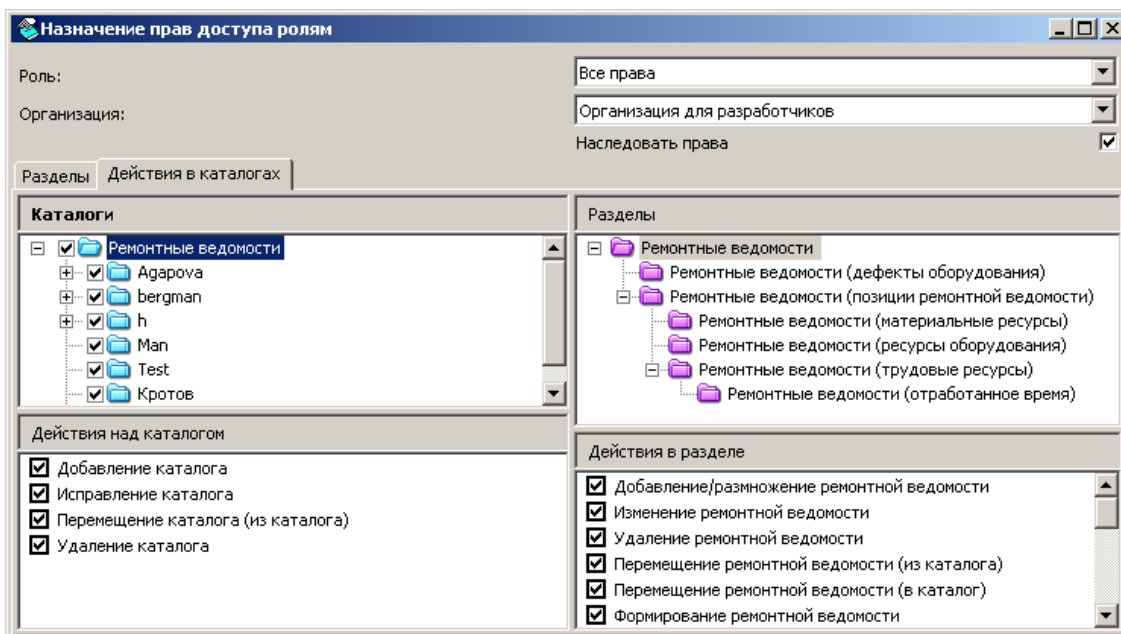 Назначение прав доступа ролям
Роль:
Все права
Организация:
Организация для разработчиков
Наследовать права
Разделы
Действия в каталогах
Каталоги
Ремонтные ведомости
Agapova
bergman
h
Man
Test
Кротов
Разделы
Ремонтные ведомости
Ремонтные ведомости (дефекты оборудования)
Ремонтные ведомости (позиции ремонтной ведомости)
Ремонтные ведомости (материальные ресурсы)
Ремонтные ведомости (ресурсы оборудования)
Ремонтные ведомости (трудовые ресурсы)
Ремонтные ведомости (отработанное время)
Действия над каталогом
Добавление каталога
Исправление каталога
Перемещение каталога (из каталога)
Удаление каталога
Действия в разделе
Добавление/размножение ремонтной ведомости
Изменение ремонтной ведомости
Удаление ремонтной ведомости
Перемещение ремонтной ведомости (из каталога)
Перемещение ремонтной ведомости (в каталог)
Формирование ремонтной ведомости